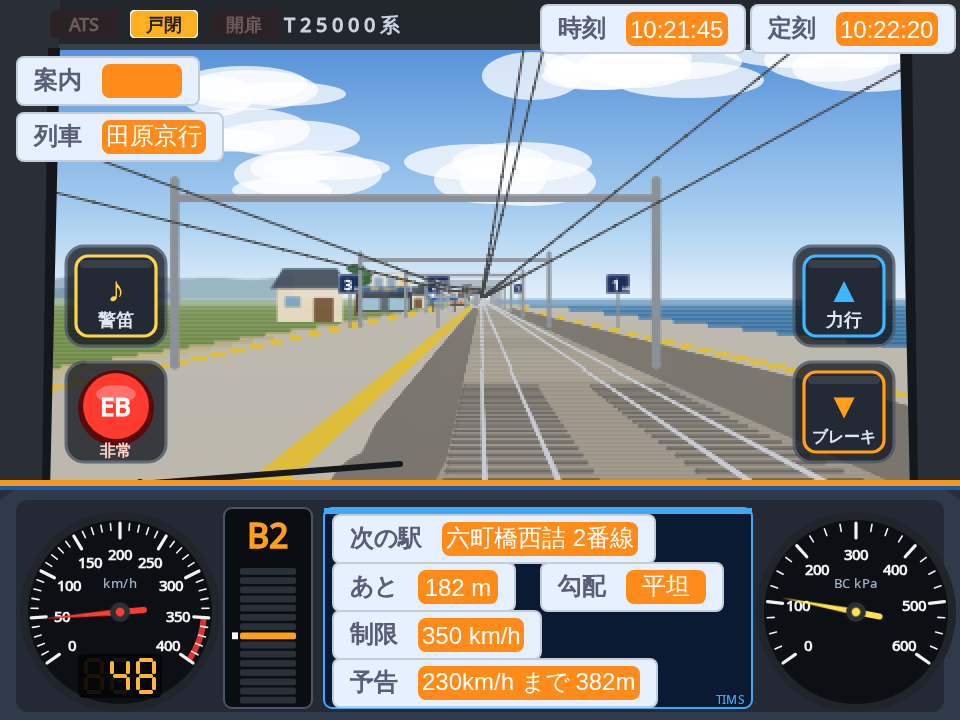 ATS 戸閉 開扉 T25000系
時刻 10:21:45 定刻 10:22:20
案内
列車 田原京行
3
1
♪
警笛
▲
力行
EB
非常
▼
ブレーキ
B2
0 50 100 150 200 250 300 350 400
km/h
48
次の駅 六町橋西詰 2番線
あと 182 m 勾配 平坦
制限 350 km/h
予告 230km/h まで 382m
TIMS
0 100 200 300 400 500 600
BC kPa